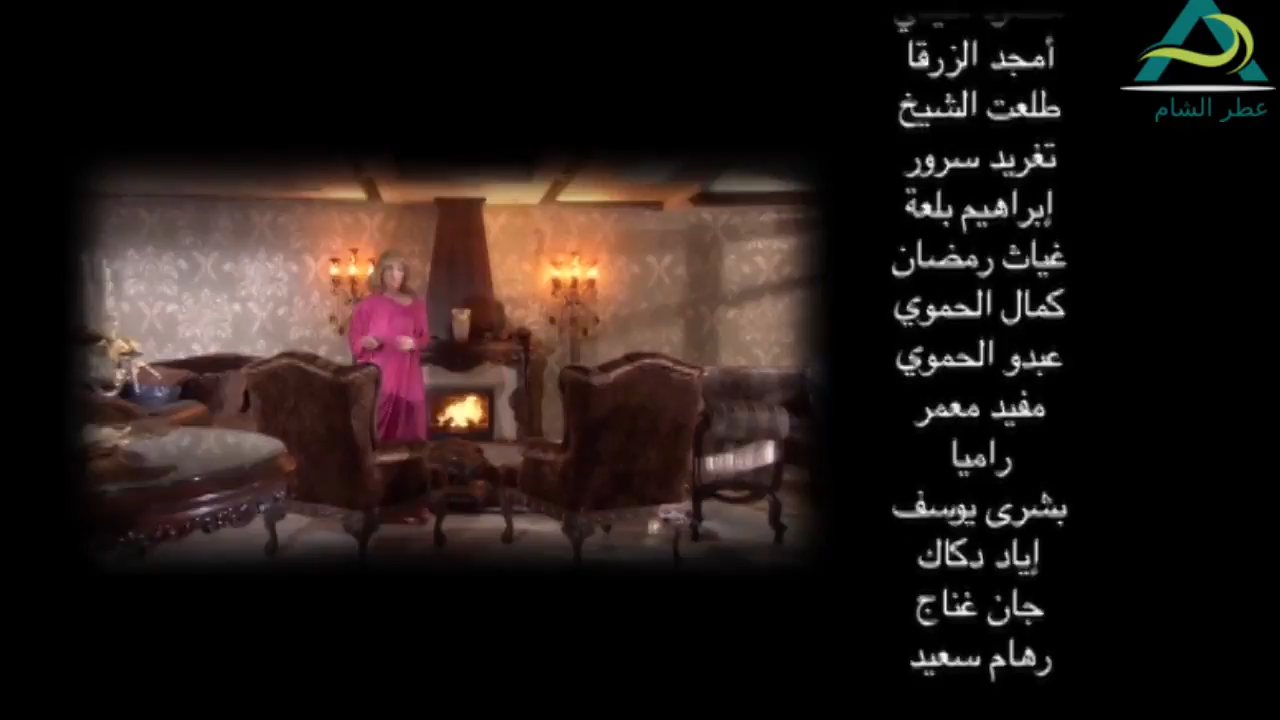 أمجد الزرقا
طلعت الشيخ
تغريد سرور
إبراهيم بلعة
غياث رمضان
كمال الحموي
عبدو الحموي
مفيد معمر
راميا
بشرى يوسف
إياد دكاك
جان غناج
رهام سعيد
عطر الشام